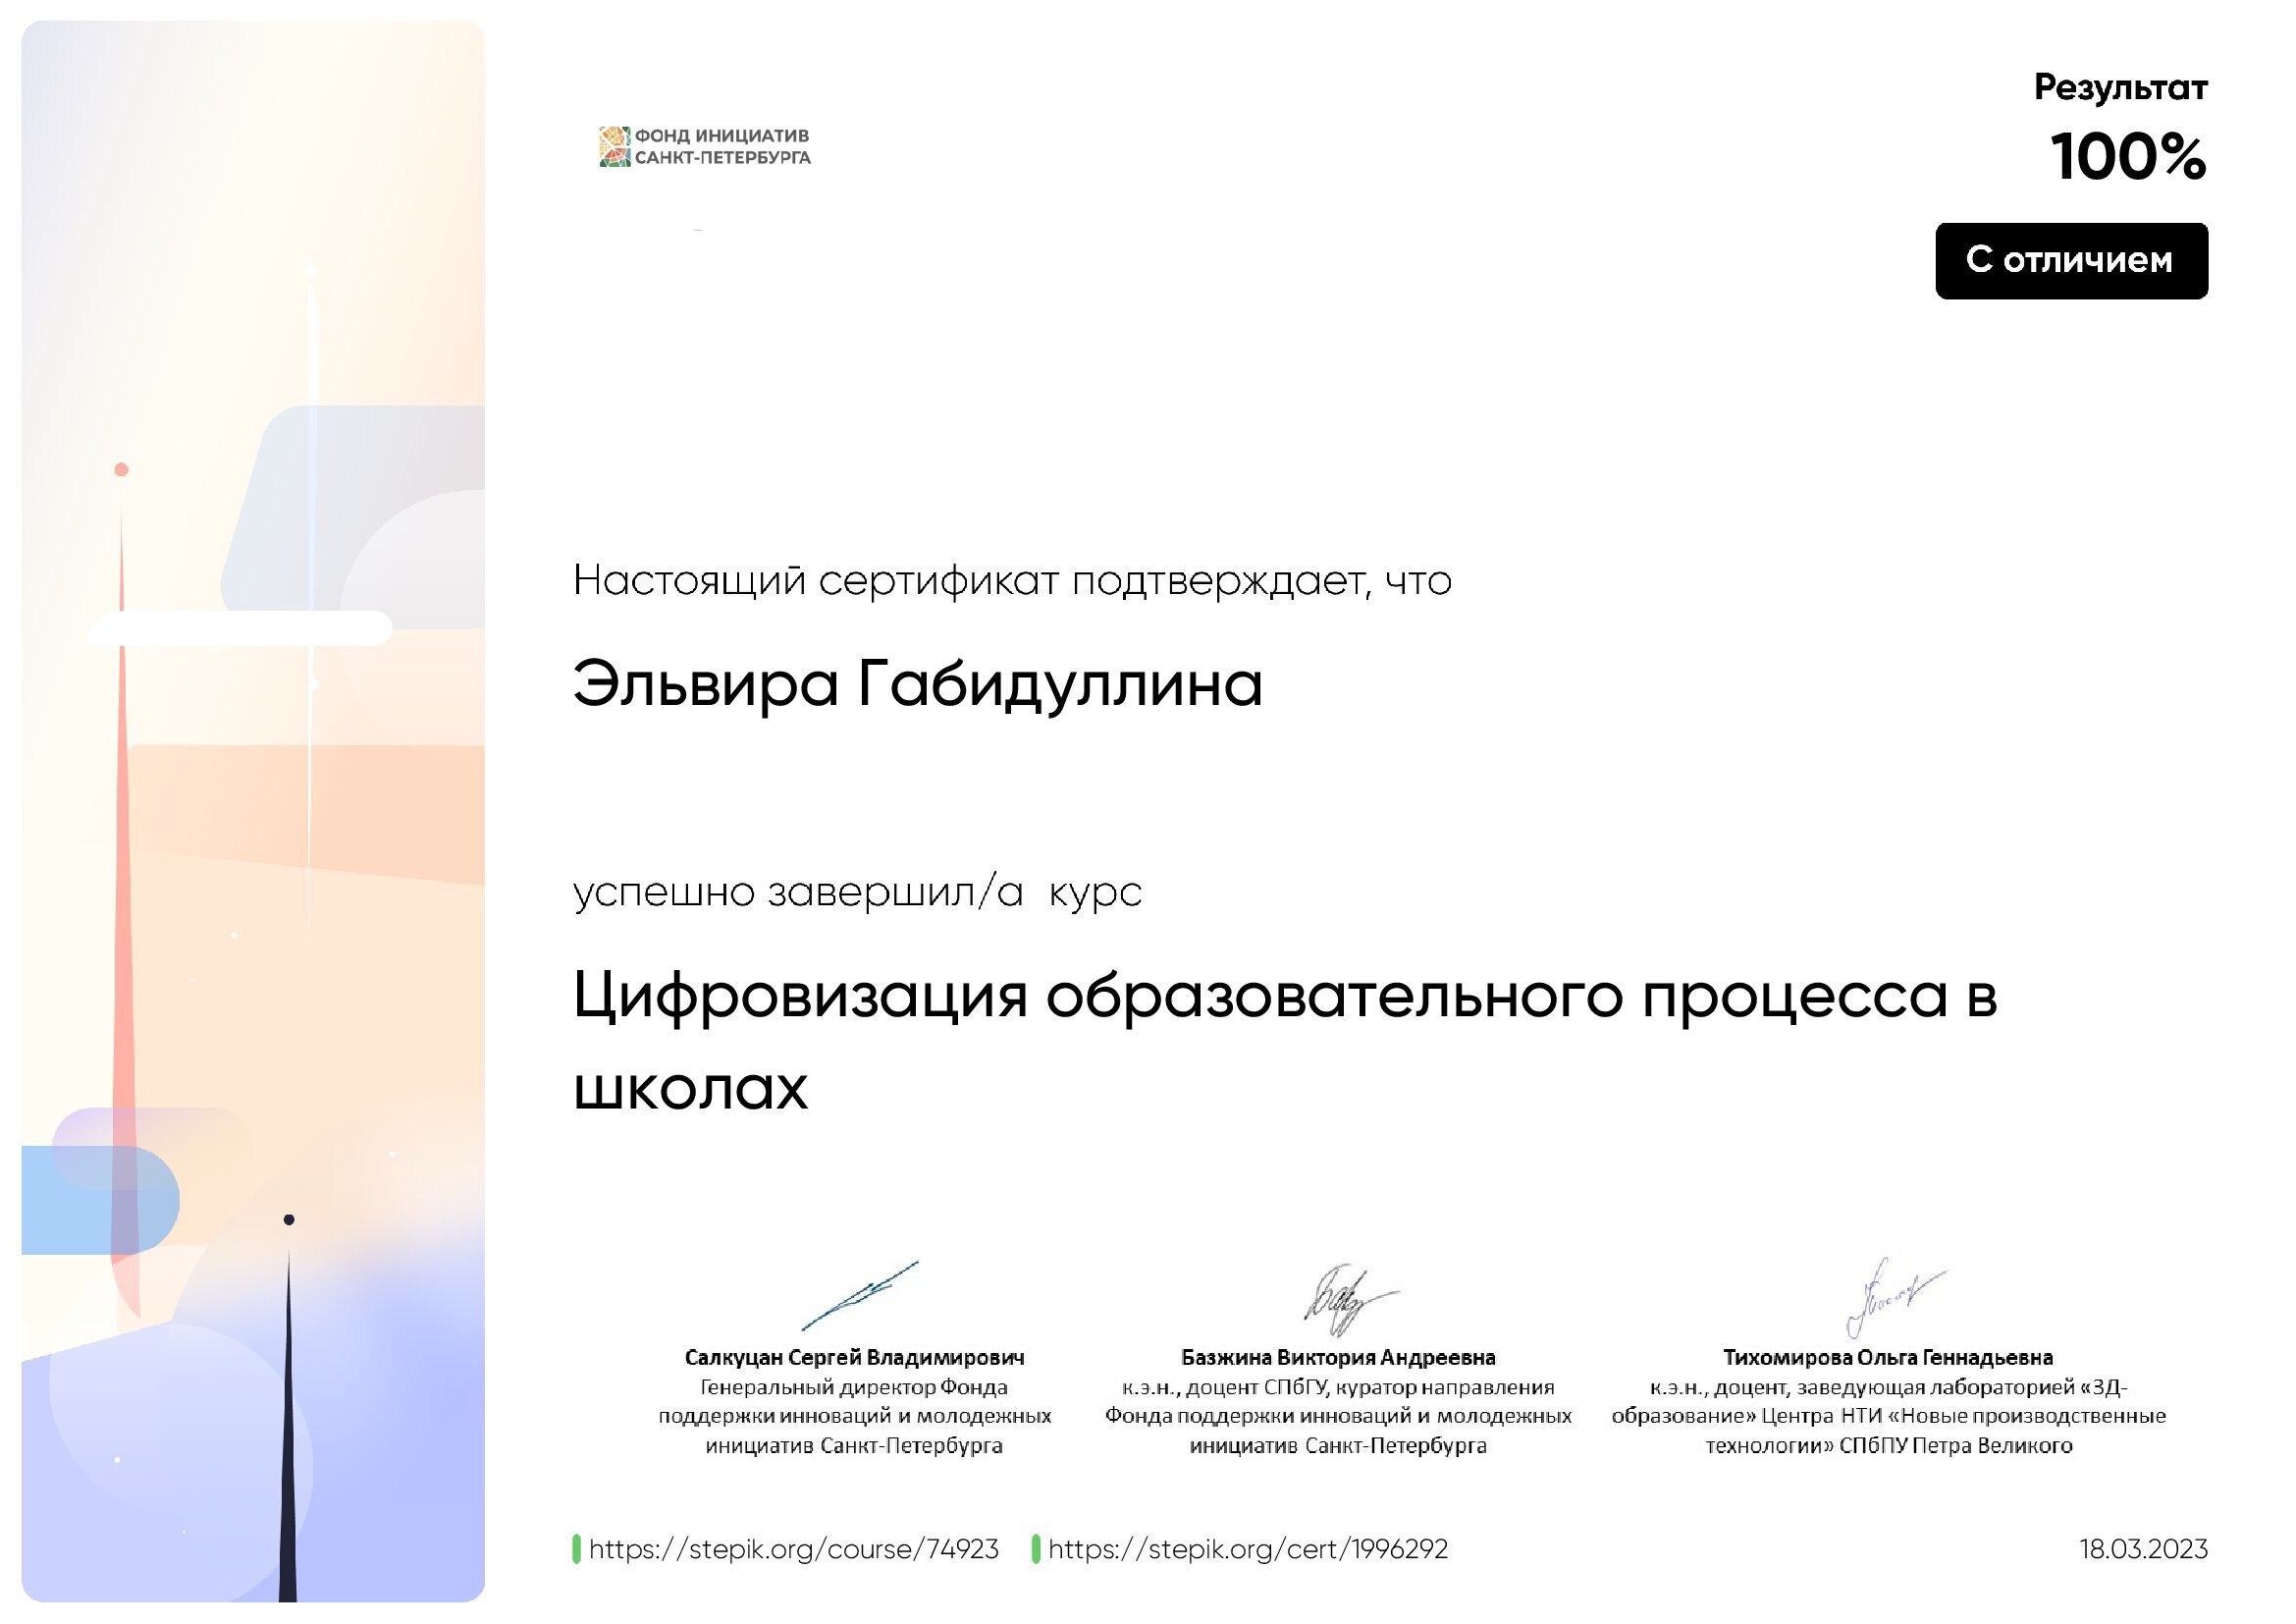 ФОНД ИНИЦИАТИВ
САНКТ-ПЕТЕРБУРГА
Результат
100%
С отличием
Настоящий сертификат подтверждает, что
Эльвира Габидуллина
успешно завершил/а курс
Цифровизация образовательного процесса в
школах
Салкуцан Сергей Владимирович
Генеральный директор Фонда
поддержки инноваций и молодежных
инициатив Санкт-Петербурга
Базжина Виктория Андреевна
к.э.н., доцент СПбГУ, куратор направления
Фонда поддержки инноваций и молодежных
инициатив Санкт-Петербурга
Тихомирова Ольга Геннадьевна
к.э.н., доцент, заведующая лабораторией «3Д-
образование» Центра НТИ «Новые производственные
технологии» СПбПУ Петра Великого
https://stepik.org/course/74923 https://stepik.org/cert/1996292
18.03.2023